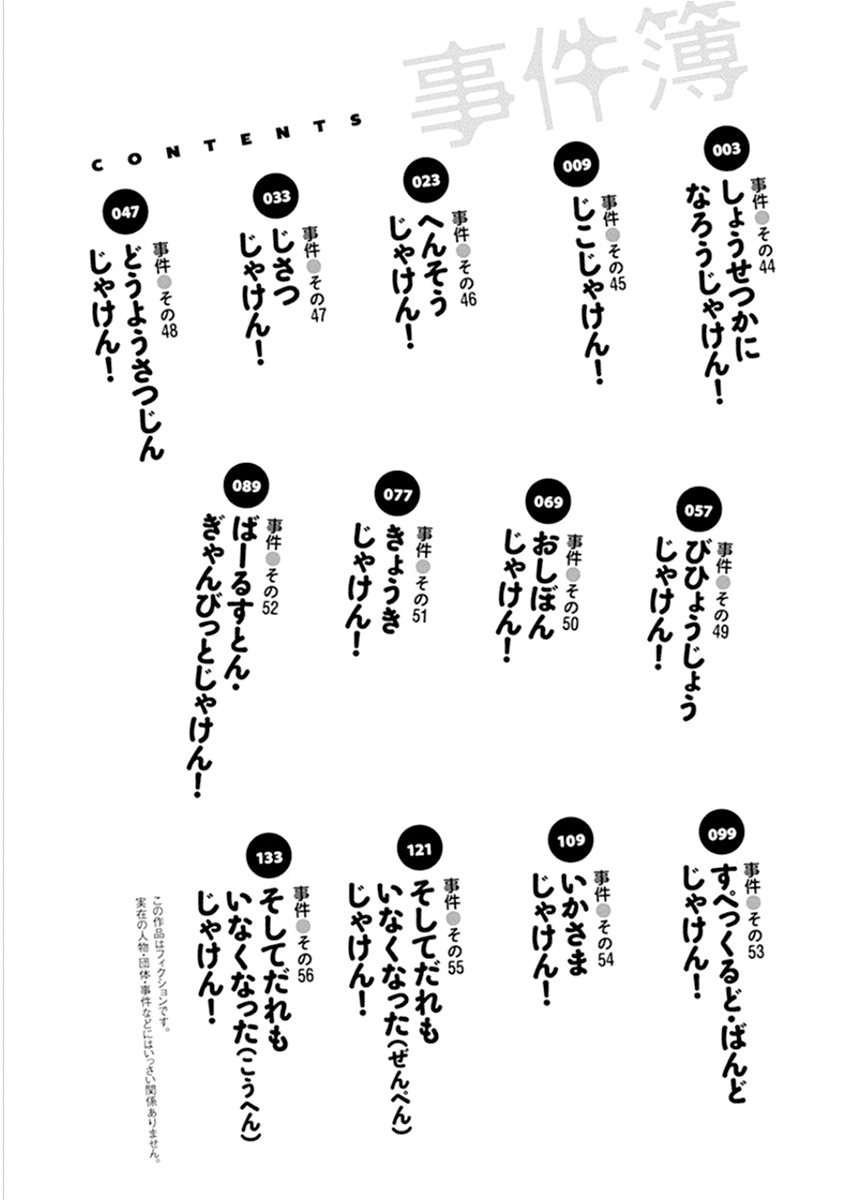 事件簿
CONTENTS
003
事件●その44
しょうせつかに
なろうじゃけん！
009
事件●その45
じこじゃけん！
023
事件●その46
へんそう
じゃけん！
033
事件●その47
じさつ
じゃけん！
047
事件●その48
どうようさつじん
じゃけん！
057
事件●その49
びひょうじょう
じゃけん！
069
事件●その50
おしぼん
じゃけん！
077
事件●その51
きょうき
じゃけん！
089
事件●その52
ばーるすとん・
ぎゃんびっとじゃけん！
099
事件●その53
すぺっくるど・ばんど
じゃけん！
109
事件●その54
いかさま
じゃけん！
121
事件●その55
そしてだれも
いなくなった（ぜんぺん）
じゃけん！
133
事件●その56
そしてだれも
いなくなった（こうへん）
じゃけん！
この作品はフィクションです。
実在の人物・団体・事件などにはいっさい関係ありません。